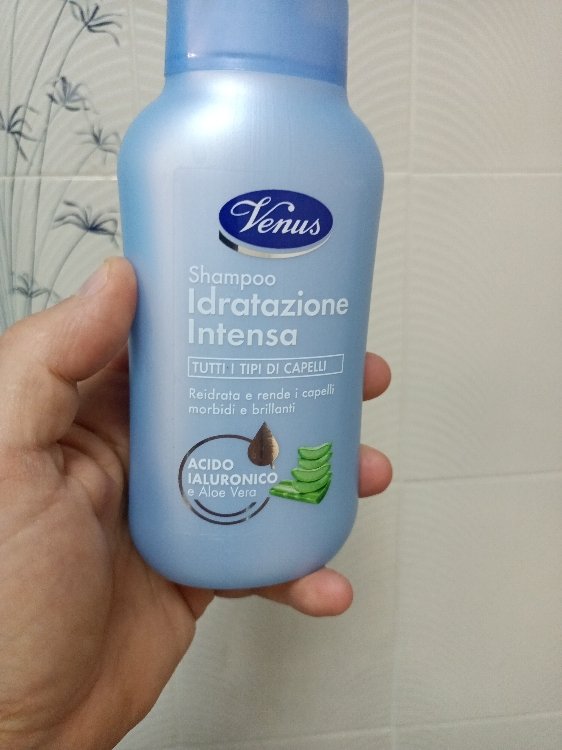 Venus
Shampoo
Idratazione
Intensa
TUTTI I TIPI DI CAPELLI
Reidrata e rende i capelli
morbidi e brillanti
ACIDO
IALURONICO
e Aloe Vera